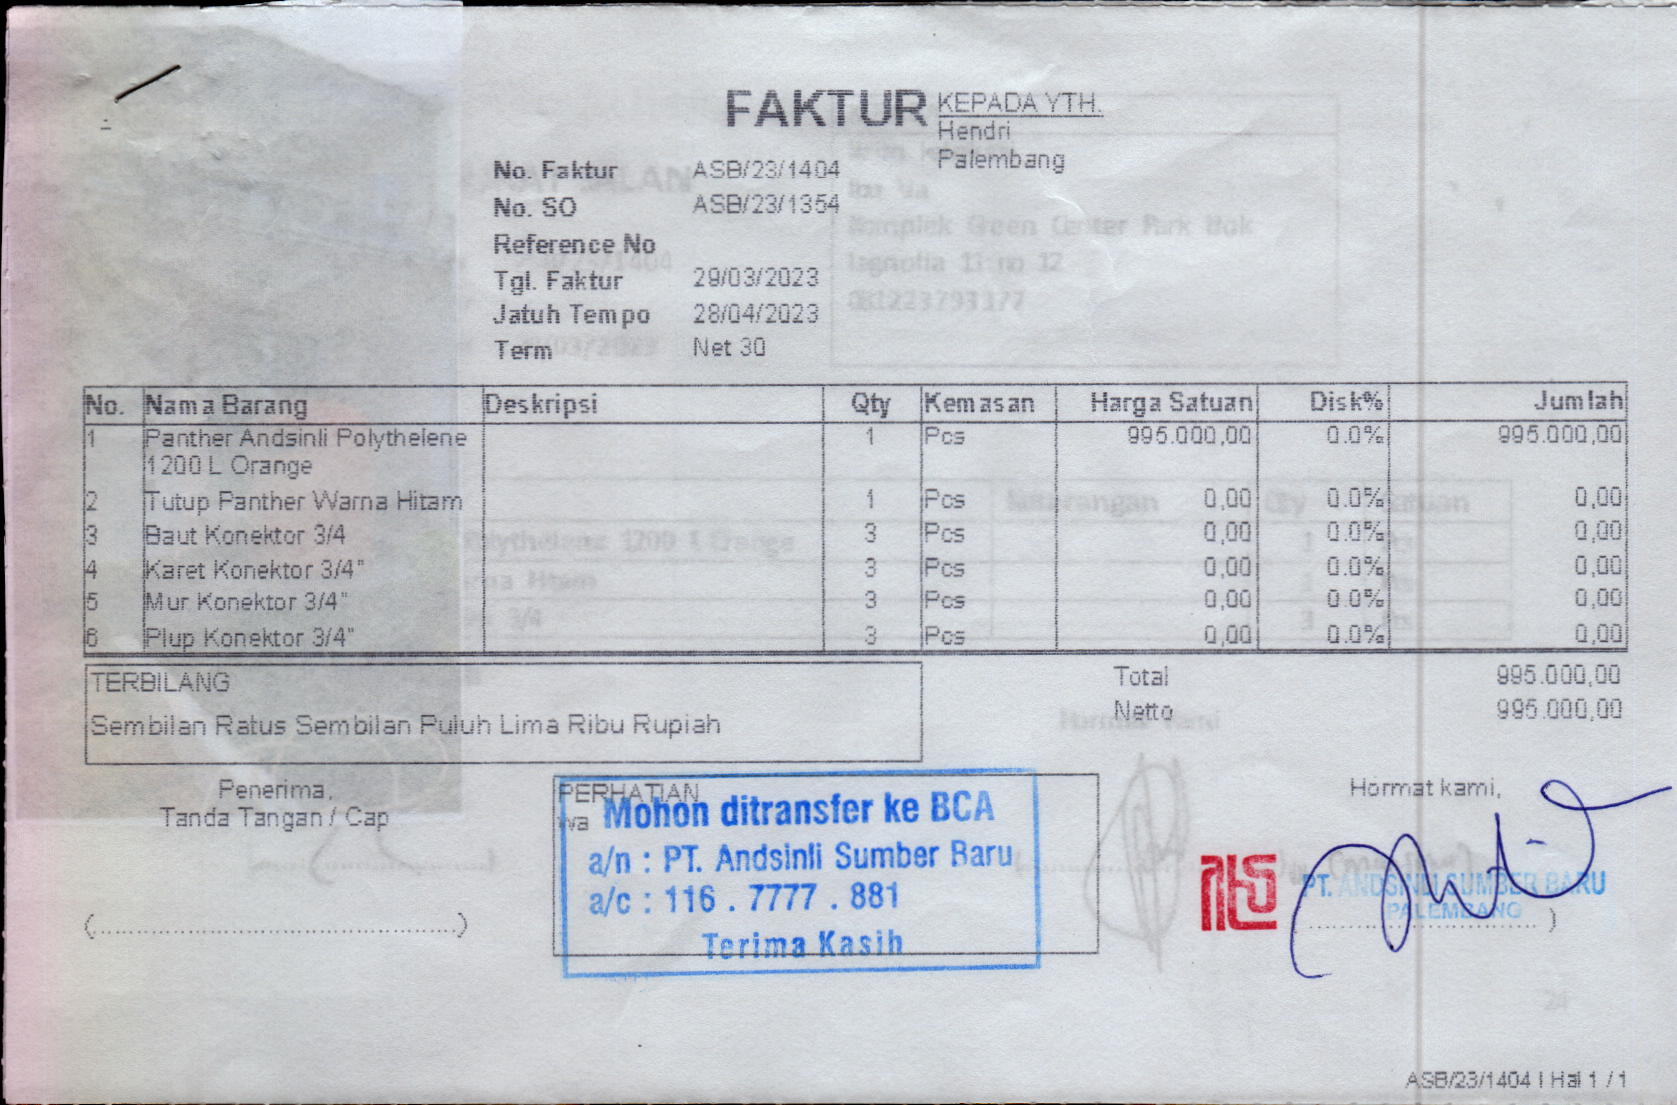 FAKTUR
KEPADA YTH.
Hendri
Palembang
No. Faktur ASB/23/1404
No. SO ASB/23/1354
Reference No
Tgl. Faktur 29/03/2023
Jatuh Tempo 28/04/2023
Term Net 30
No. Nama Barang Deskripsi Qty Kemasan Harga Satuan Disk% Jumlah
1 Panther Andsinli Polythelene 1 Pcs 995.000,00 0.0% 995.000,00
1200 L Orange
2 Tutup Panther Warna Hitam 1 Pcs 0,00 0.0% 0,00
3 Baut Konektor 3/4 3 Pcs 0,00 0.0% 0,00
4 Karet Konektor 3/4" 3 Pcs 0,00 0.0% 0,00
5 Mur Konektor 3/4" 3 Pcs 0,00 0.0% 0,00
6 Plup Konektor 3/4" 3 Pcs 0,00 0.0% 0,00
TERBILANG
Sembilan Ratus Sembilan Puluh Lima Ribu Rupiah
Total 995.000,00
Netto 995.000,00
Penerima,
Tanda Tangan / Cap
(...........................................)
PERHATIAN
Mohon ditransfer ke BCA
a/n : PT. Andsinli Sumber Baru
a/c : 116 . 7777 . 881
Terima Kasih
Hormat kami,
PT. ANDSINLI SUMBER BARU
PALEMBANG
ASB/23/1404 | Hal 1 / 1